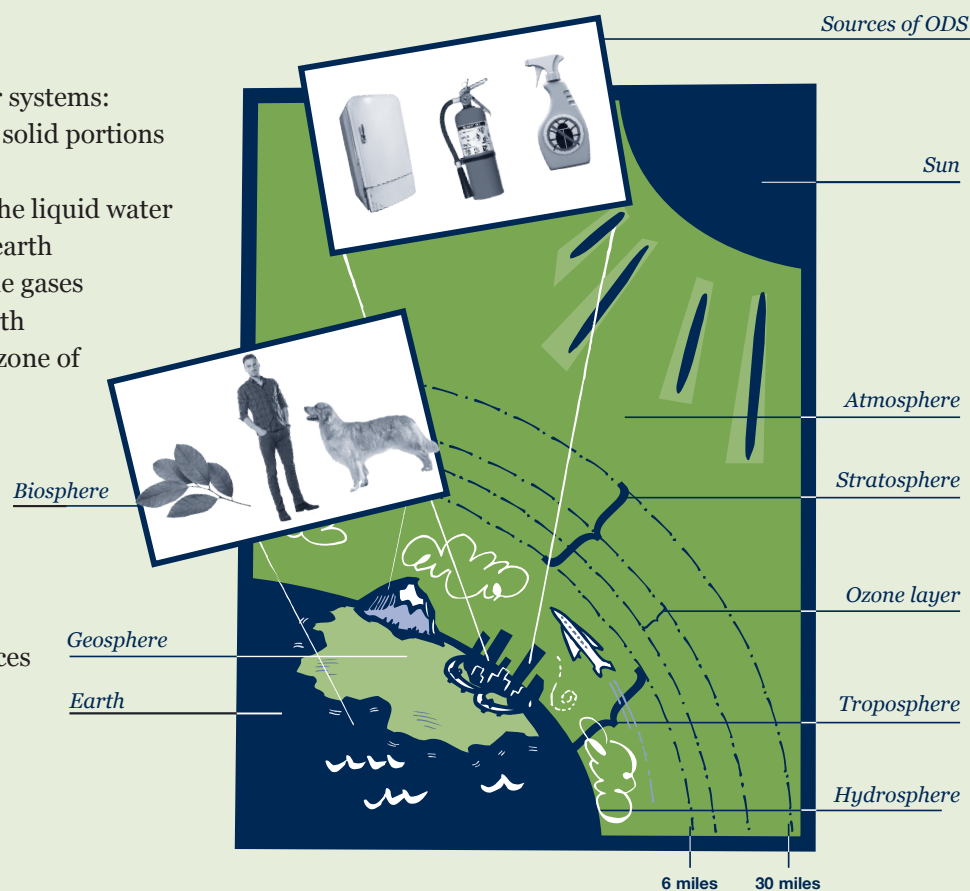 Sources of ODS
r systems:
solid portions
Sun
he liquid water
earth
e gases
th
zone of
Atmosphere
Stratosphere
Biosphere
Ozone layer
Geosphere
ces
Earth
Troposphere
Hydrosphere
6 miles
30 miles